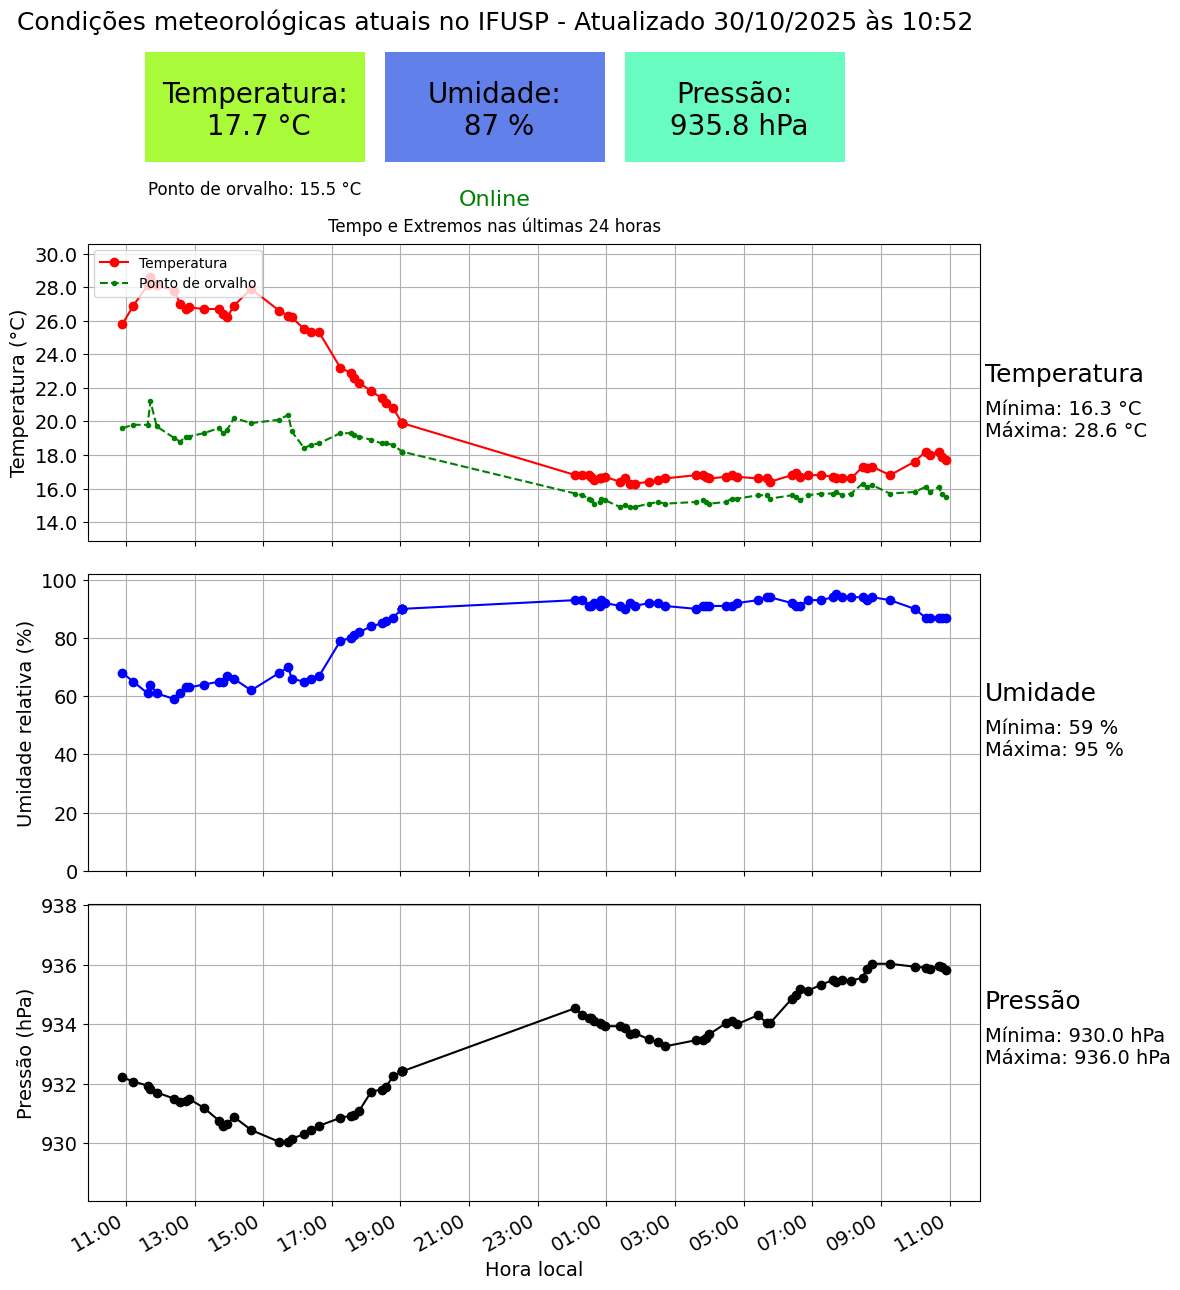 Condições meteorológicas atuais no IFUSP - Atualizado 30/10/2025 às 10:52
Temperatura:
17.7 °C
Umidade:
87 %
Pressão:
935.8 hPa
Ponto de orvalho: 15.5 °C
Online
Tempo e Extremos nas últimas 24 horas
Temperatura
Ponto de orvalho
Temperatura (°C)
30.0
28.0
26.0
24.0
22.0
20.0
18.0
16.0
14.0
Temperatura
Mínima: 16.3 °C
Máxima: 28.6 °C
Umidade relativa (%)
100
80
60
40
20
0
Umidade
Mínima: 59 %
Máxima: 95 %
Pressão (hPa)
938
936
934
932
930
Pressão
Mínima: 930.0 hPa
Máxima: 936.0 hPa
11:00 13:00 15:00 17:00 19:00 21:00 23:00 01:00 03:00 05:00 07:00 09:00 11:00
Hora local